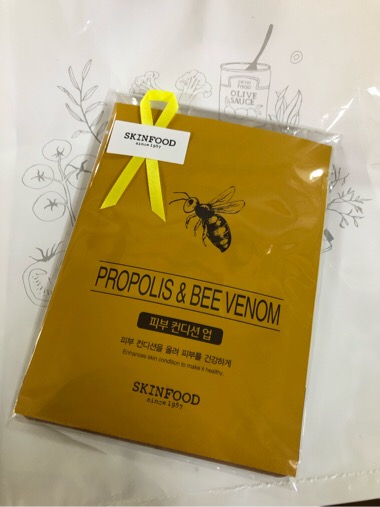 OLIVE
SAUCE
SKINFOOD
since 1957
PROPOLIS & BEE VENOM
피부 컨디션 업
피부 컨디션을 올려 피부를 건강하게
Enhances skin condition to make it healthy.
SKINFOOD
since 1957